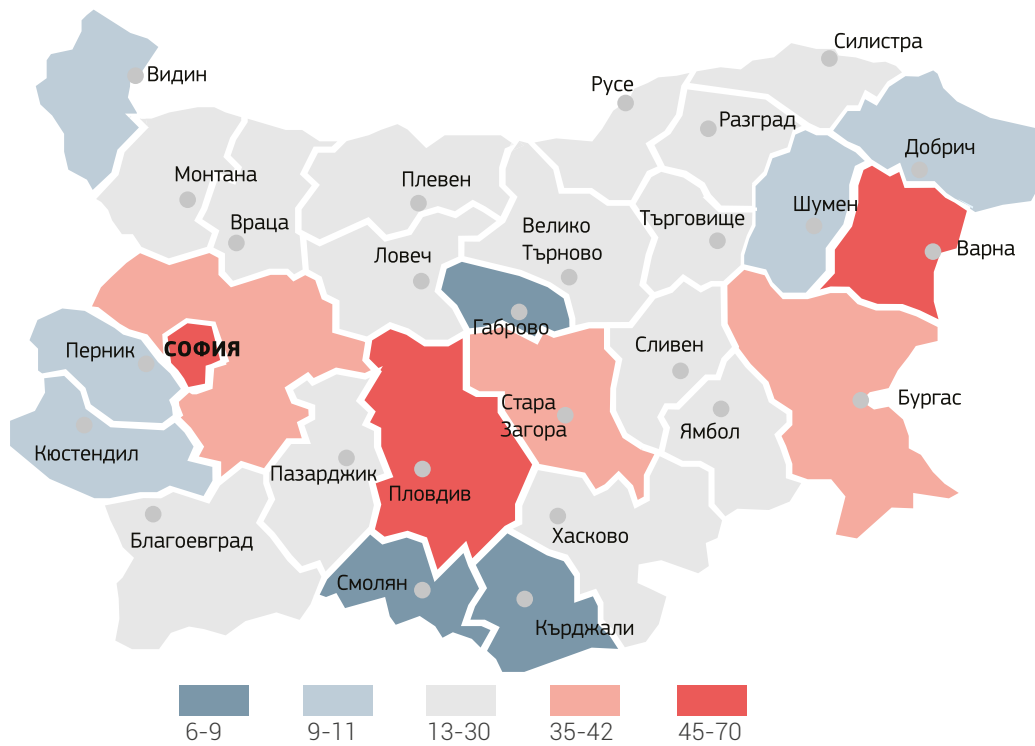 Силистра
Видин
Русе
Разград
Добрич
Монтана
Плевен
Шумен
Враца
Велико
Търново
Търговище
Ловеч
Варна
Габрово
СОФИЯ
Перник
Сливен
Стара
Загора
Бургас
Ямбол
Кюстендил
Пазарджик
Пловдив
Благоевград
Хасково
Смолян
Кърджали
6-9
9-11
13-30
35-42
45-70